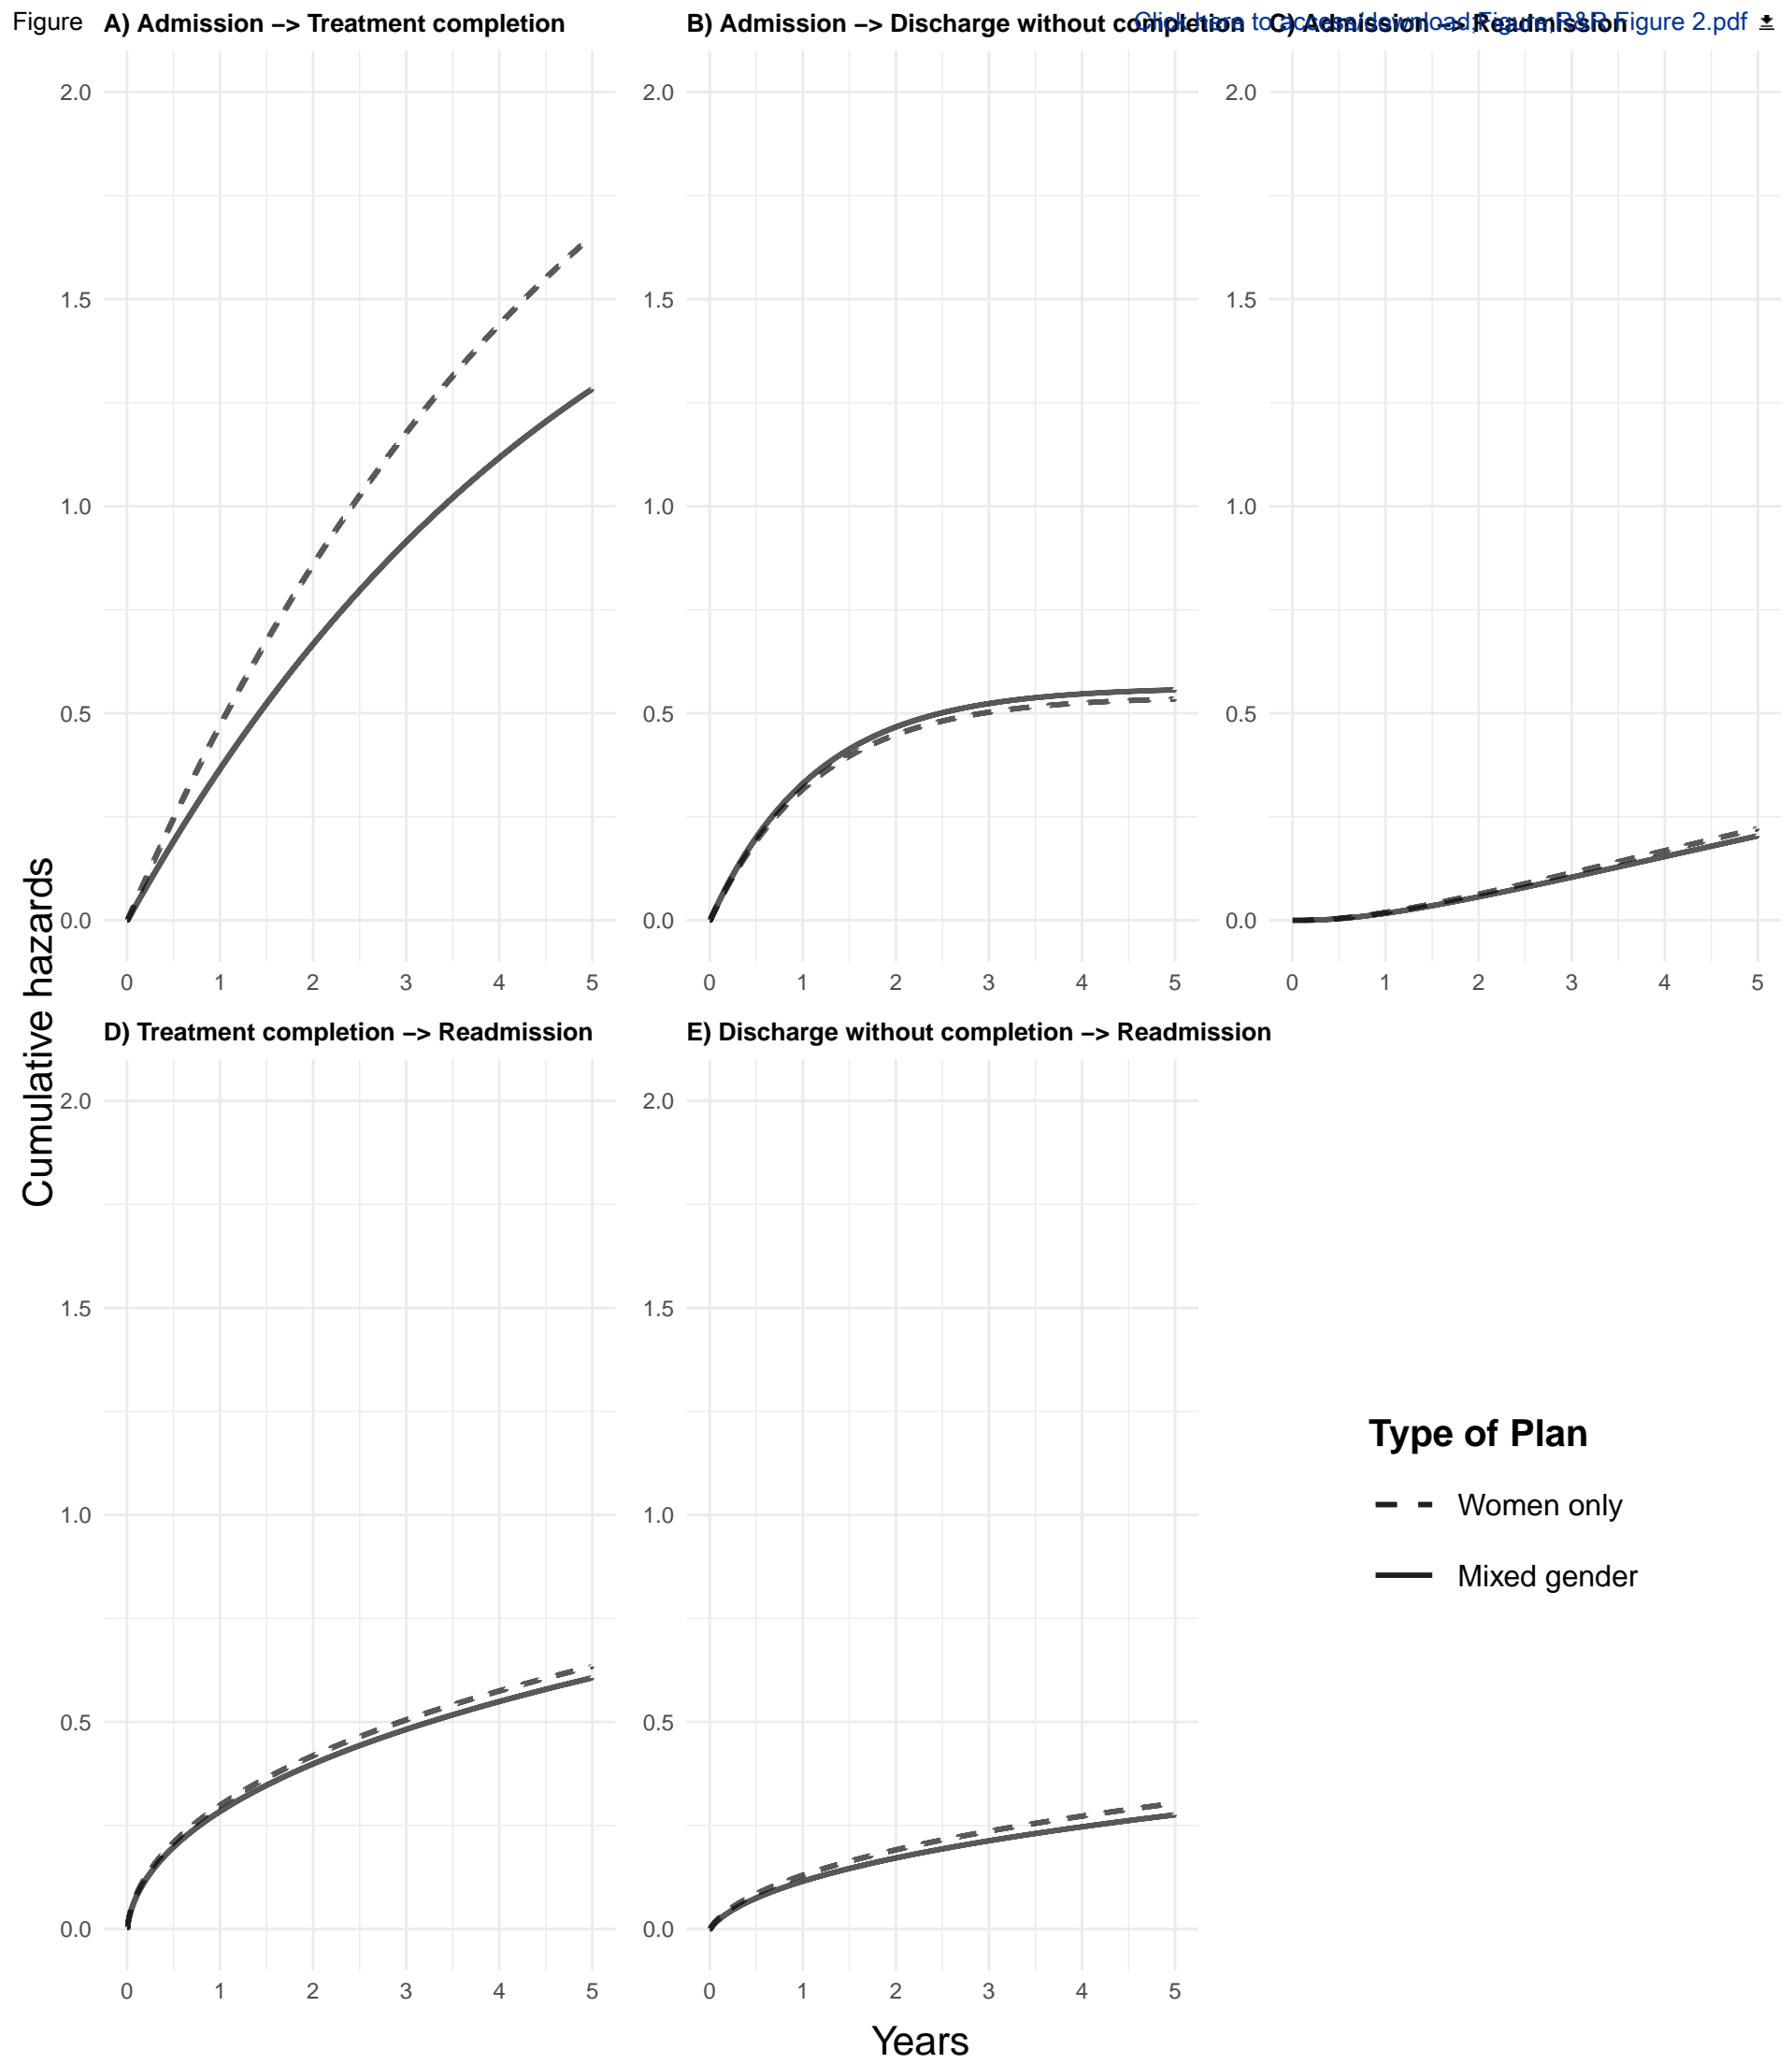 Figure
Click here to access/download;Figure;R&R Figure 2.pdf
A) Admission −> Treatment completion
B) Admission −> Discharge without completion
C) Admission −> Readmission
2.0
1.5
1.0
0.5
0.0
0 1 2 3 4 5
2.0
1.5
1.0
0.5
0.0
0 1 2 3 4 5
2.0
1.5
1.0
0.5
0.0
0 1 2 3 4 5
Cumulative hazards
D) Treatment completion −> Readmission
E) Discharge without completion −> Readmission
2.0
1.5
1.0
0.5
0.0
0 1 2 3 4 5
2.0
1.5
1.0
0.5
0.0
0 1 2 3 4 5
Type of Plan
Women only
Mixed gender
Years